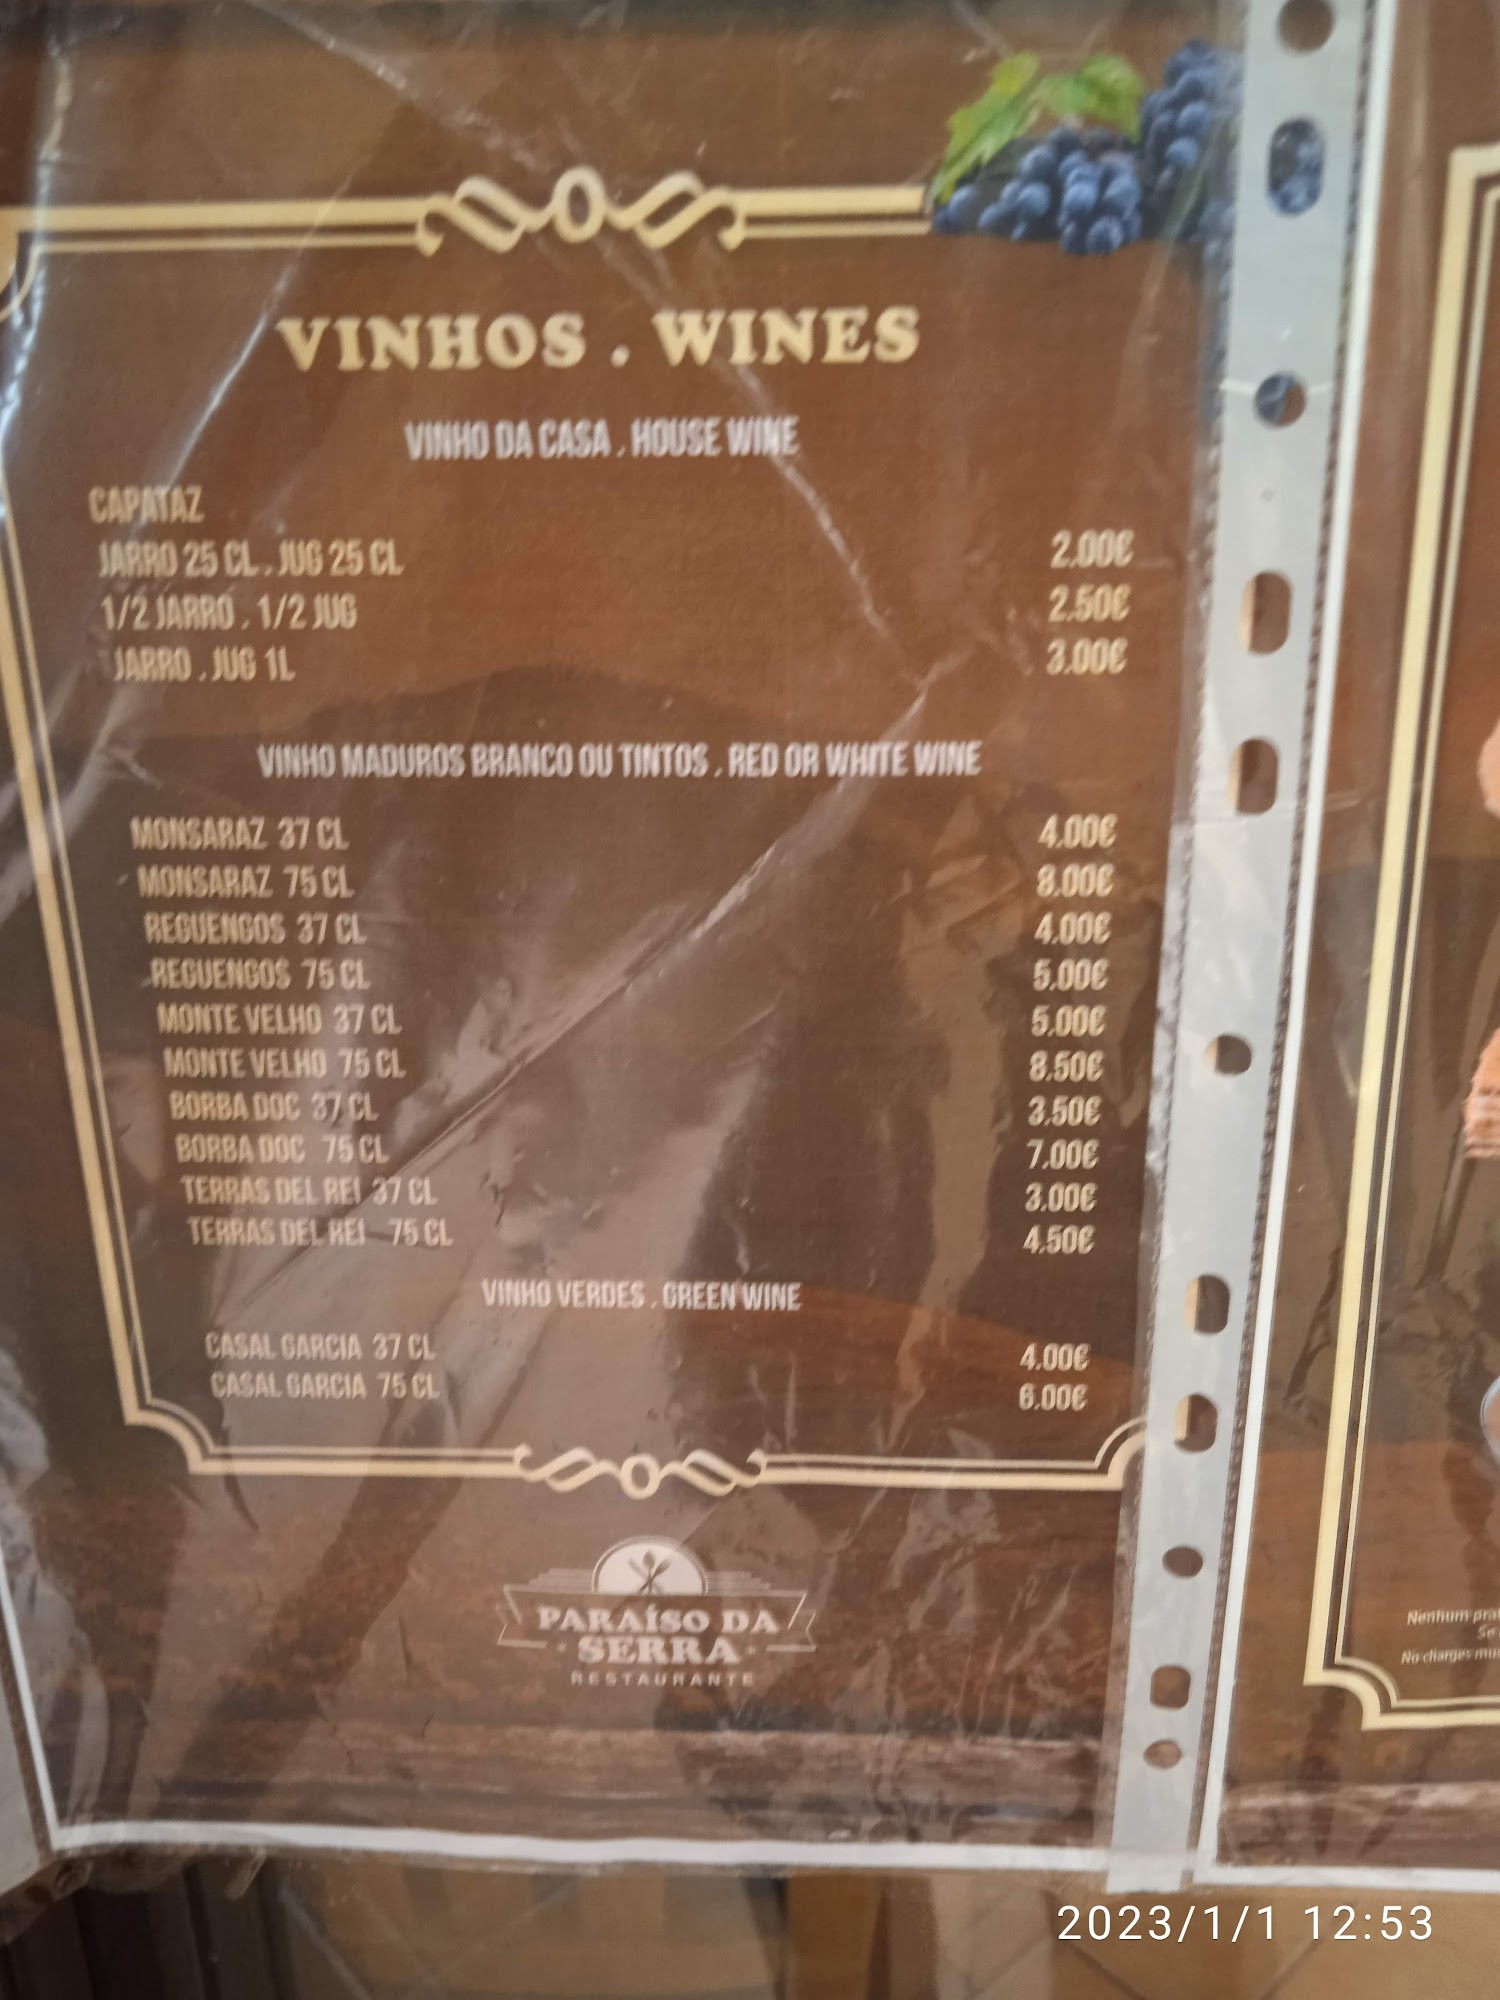 VINHOS . WINES
VINHO DA CASA . HOUSE WINE
CAPATAZ
JARRO 25 CL . JUG 25 CL 2.00€
1/2 JARRO . 1/2 JUG 2.50€
JARRO . JUG 1L 3.00€
VINHO MADUROS BRANCO OU TINTOS . RED OR WHITE WINE
MONSARAZ 37 CL 4.00€
MONSARAZ 75 CL 8.00€
REGUENGOS 37 CL 4.00€
REGUENGOS 75 CL 5.00€
MONTE VELHO 37 CL 5.00€
MONTE VELHO 75 CL 8.50€
BORBA DOC 37 CL 3.50€
BORBA DOC 75 CL 7.00€
TERRAS DEL REI 37 CL 3.00€
TERRAS DEL REI 75 CL 4.50€
VINHO VERDES . GREEN WINE
CASAL GARCIA 37 CL 4.00€
CASAL GARCIA 75 CL 6.00€
PARAÍSO DA
SERRA
RESTAURANTE
Nenhum
No charges
2023/1/1 12:53